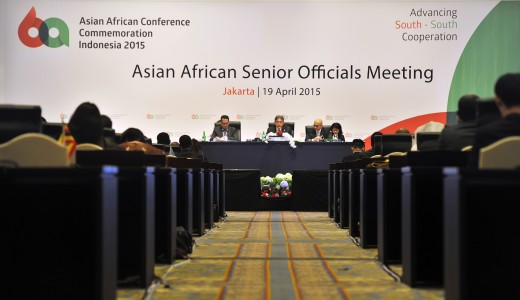 Asian African Conference
Commemoration
Indonesia 2015
Advancing
South - South
Cooperation
Asian African Senior Officials Meeting
Jakarta | 19 April 2015